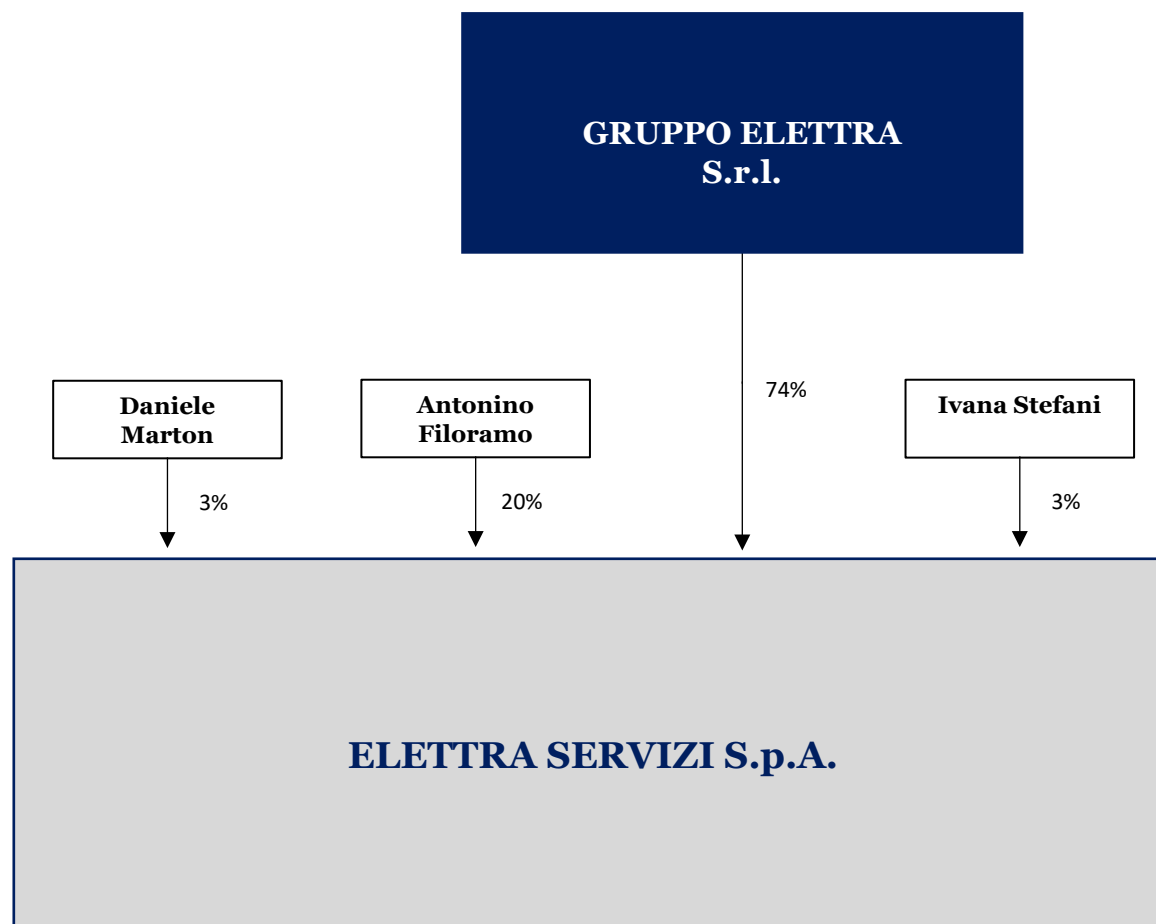 GRUPPO ELETTRA
S.r.l.
74%
Daniele
Marton
Antonino
Filoramo
Ivana Stefani
3%
20%
3%
ELETTRA SERVIZI S.p.A.